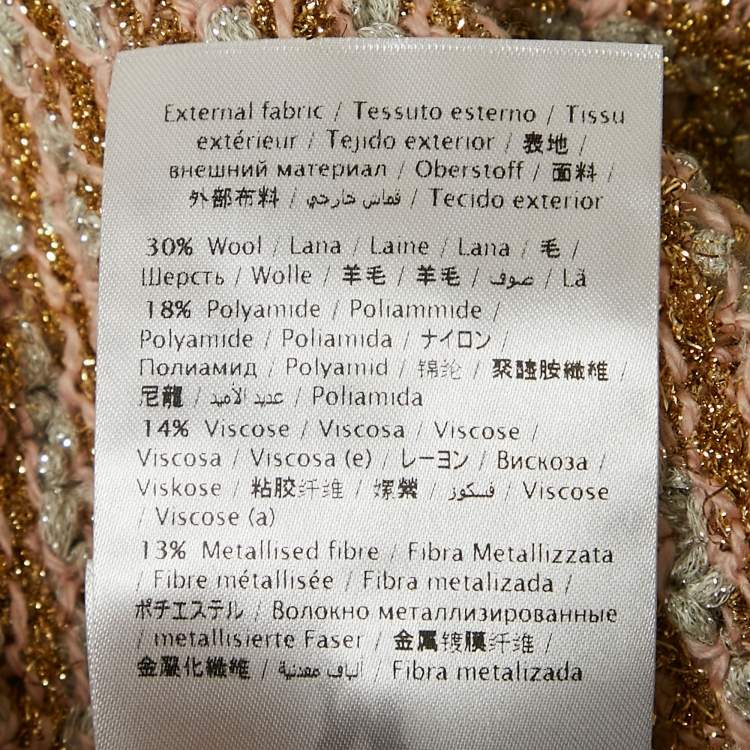 External fabric / Tessuto esterno / Tissu
extérieur / Tejido exterior / 表地 /
внешний материал / Oberstoff / 面料 /
外部布料 / قماس خارجي / Tecido exterior
30% Wool / Lana / Laine / Lana / 毛 /
Шерсть / Wolle / 羊毛 / 羊毛 / صوف / Lã
18% Polyamide / Poliammide /
Polyamide / Poliamida / ナイロン /
Полиамид / Polyamid / 锦纶 / 聚醯胺纖維 /
尼龍 / عديد الأميد / Poliamida
14% Viscose / Viscosa / Viscose /
Viscosa / Viscosa (e) / レーヨン / Вискоза /
Viskose / 粘胶纤维 / 嫘縈 / فسكوز / Viscose
/ Viscose (a)
13% Metallised fibre / Fibra Metallizzata
/ Fibre métallisée / Fibra metalizada /
ポチエステル / Волокно металлизированные
/ metallisierte Faser / 金属镀膜纤维 /
金屬化纖維 / ألياف معدنية / Fibra metalizada